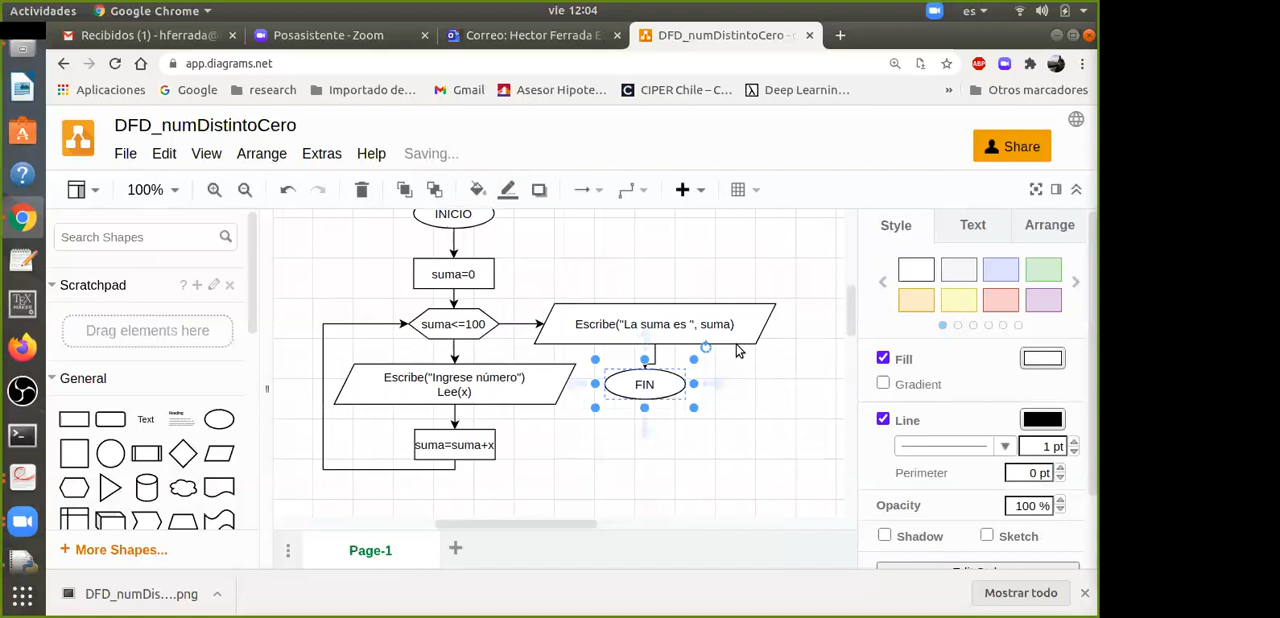 Actividades
Google Chrome
vie 12:04
es
Recibidos (1) - hferrada@
Posasistente - Zoom
Correo: Hector Ferrada E
DFD_numDistintoCero - 
app.diagrams.net
ABP
Aplicaciones
Google
research
Importado de...
Gmail
Asesor Hipote...
CIPER Chile – C...
Deep Learnin...
»
Otros marcadores
DFD_numDistintoCero
File
Edit
View
Arrange
Extras
Help
Saving...
Share
100%
Search Shapes
Scratchpad
Drag elements here
General
Text
Heading
+ More Shapes...
INICIO
suma=0
suma<=100
Escribe("La suma es ", suma)
Escribe("Ingrese número")
Lee(x)
FIN
suma=suma+x
Page-1
Style
Text
Arrange
Fill
Gradient
Line
1 pt
Perimeter
0 pt
Opacity
100 %
Shadow
Sketch
DFD_numDis....png
Mostrar todo